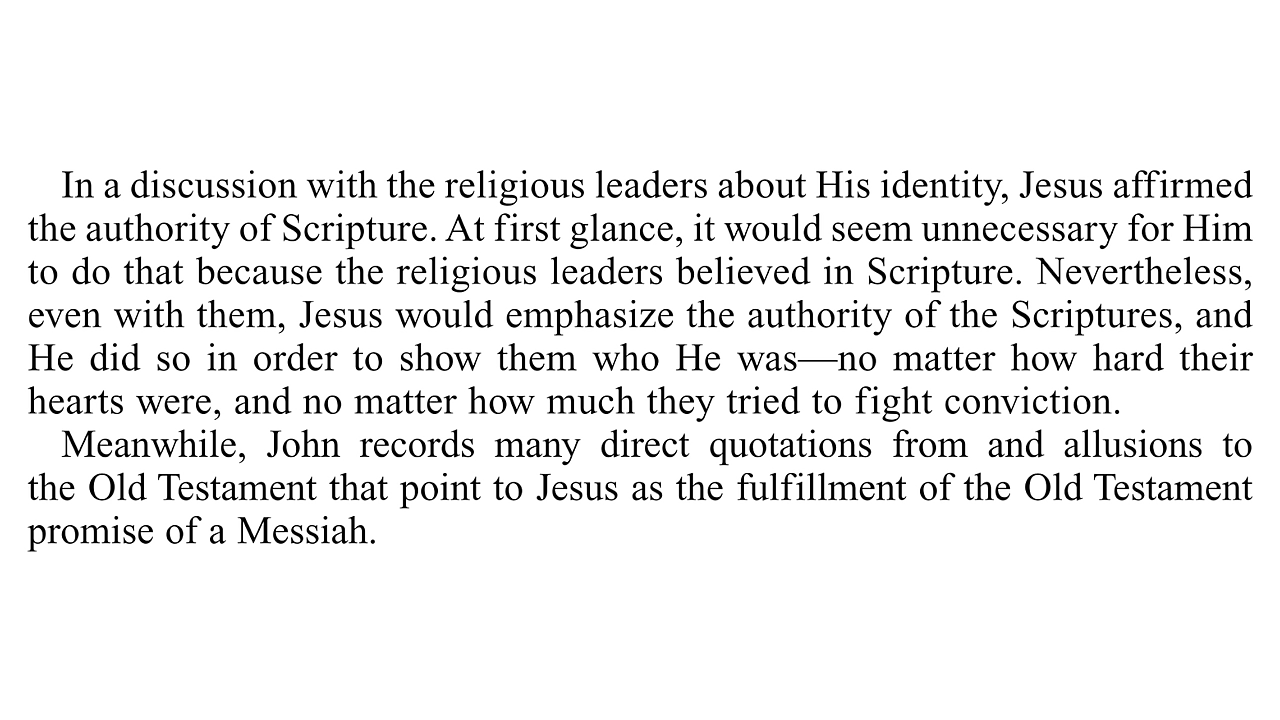 In a discussion with the religious leaders about His identity, Jesus affirmed
the authority of Scripture. At first glance, it would seem unnecessary for Him
to do that because the religious leaders believed in Scripture. Nevertheless,
even with them, Jesus would emphasize the authority of the Scriptures, and
He did so in order to show them who He was—no matter how hard their
hearts were, and no matter how much they tried to fight conviction.
Meanwhile, John records many direct quotations from and allusions to
the Old Testament that point to Jesus as the fulfillment of the Old Testament
promise of a Messiah.